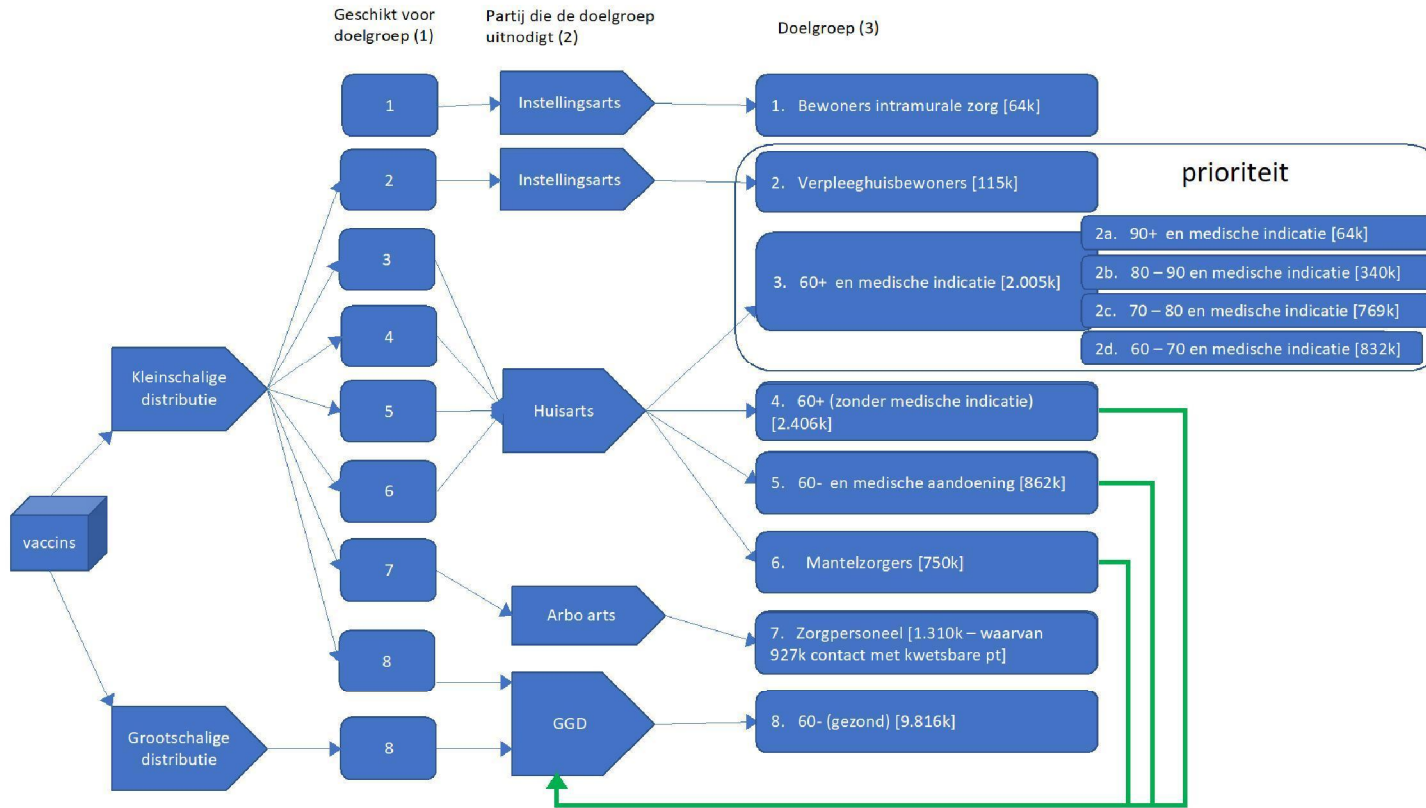 Geschikt voor
doelgroep (1)
Partij die de doelgroep
uitnodigt (2)
Doelgroep (3)
1
Instellingsarts
1. Bewoners intramurale zorg [64k]
prioriteit
2
Instellingsarts
2. Verpleeghuisbewoners [115k]
3
3. 60+ en medische indicatie [2.005k]
2a. 90+ en medische indicatie [64k]
2b. 80 – 90 en medische indicatie [340k]
2c. 70 – 80 en medische indicatie [769k]
2d. 60 – 70 en medische indicatie [832k]
4
Kleinschalige
distributie
5
Huisarts
4. 60+ (zonder medische indicatie)
[2.406k]
6
5. 60- en medische aandoening [862k]
vaccins
7
6. Mantelzorgers [750k]
Arbo arts
7. Zorgpersoneel [1.310k – waarvan
927k contact met kwetsbare pt]
8
GGD
8. 60- (gezond) [9.816k]
Grootschalige
distributie
8